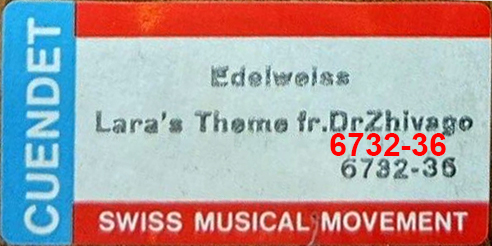 CUENDET
Edelweiss
Lara's Theme fr.DrZhivago
6732-36
6732-36
SWISS MUSICAL MOVEMENT